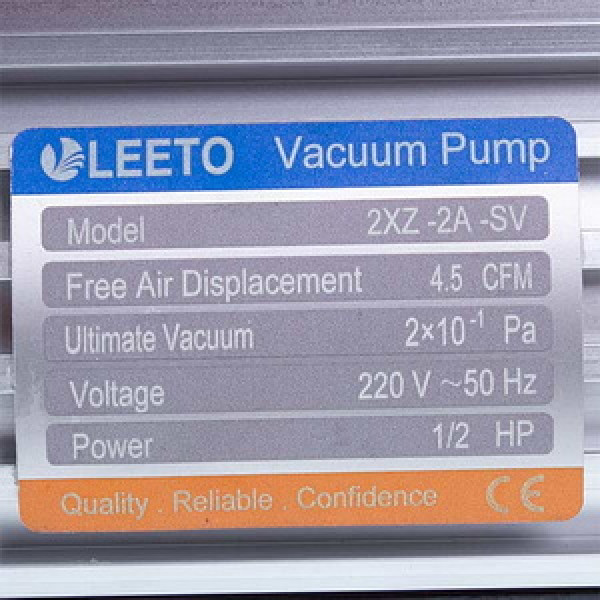 LEETO Vacuum Pump
Model 2XZ -2A -SV
Free Air Displacement 4.5 CFM
Ultimate Vacuum 2×10⁻¹ Pa
Voltage 220 V ~50 Hz
Power 1/2 HP
Quality . Reliable . Confidence CE